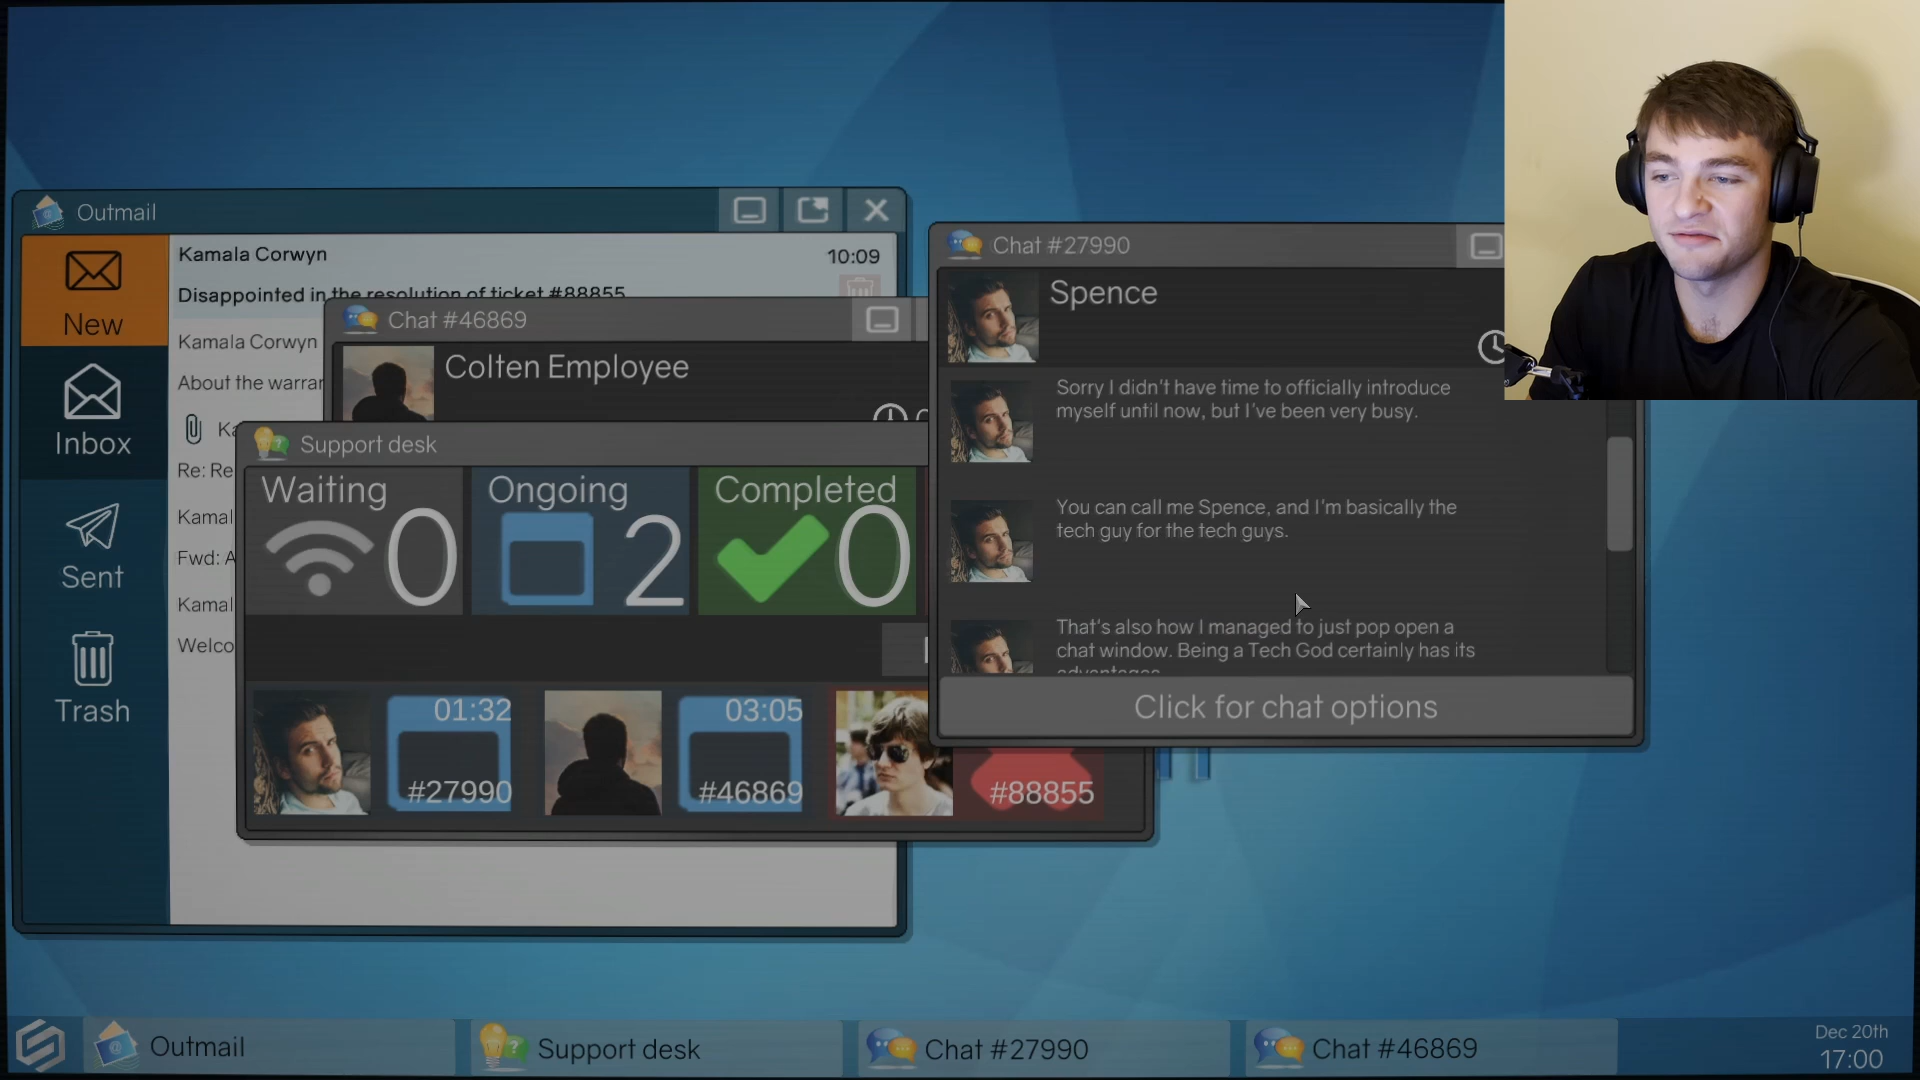 Outmail
New
Inbox
Sent
Trash
Kamala Corwyn
10:09
Disappointed in the resolution of ticket #88855
Kamala Corwyn
About the warran
Re: Re
Kamal
Fwd: A
Kamal
Welco
Chat #46869
Colten Employee
Support desk
Waiting
0
Ongoing
2
Completed
0
01:32
#27990
03:05
#46869
#88855
Chat #27990
Spence
Sorry I didn't have time to officially introduce
myself until now, but I've been very busy.
You can call me Spence, and I'm basically the
tech guy for the tech guys.
That's also how I managed to just pop open a
chat window. Being a Tech God certainly has its
advantages.
Click for chat options
Outmail
Support desk
Chat #27990
Chat #46869
Dec 20th
17:00